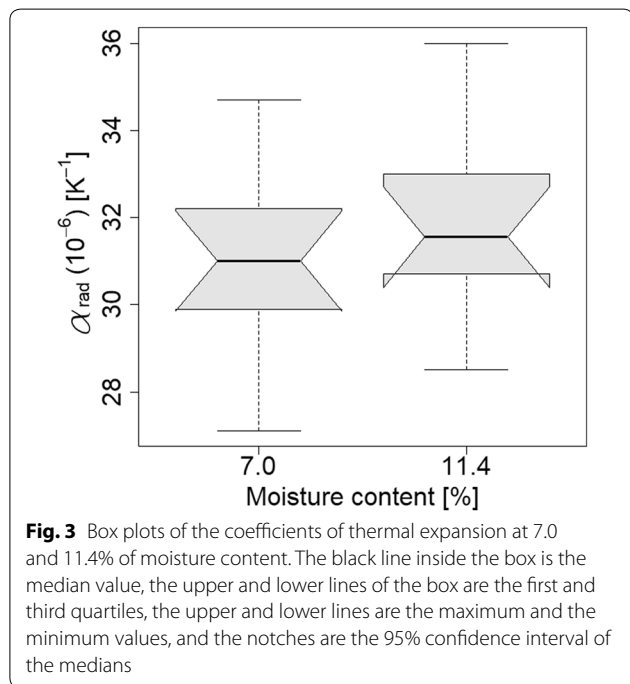 36
34
32
30
28
α rad (10⁻⁶) [K⁻¹]
7.0 11.4
Moisture content [%]
Fig. 3 Box plots of the coefficients of thermal expansion at 7.0
and 11.4% of moisture content. The black line inside the box is the
median value, the upper and lower lines of the box are the first and
third quartiles, the upper and lower lines are the maximum and the
minimum values, and the notches are the 95% confidence interval of
the medians